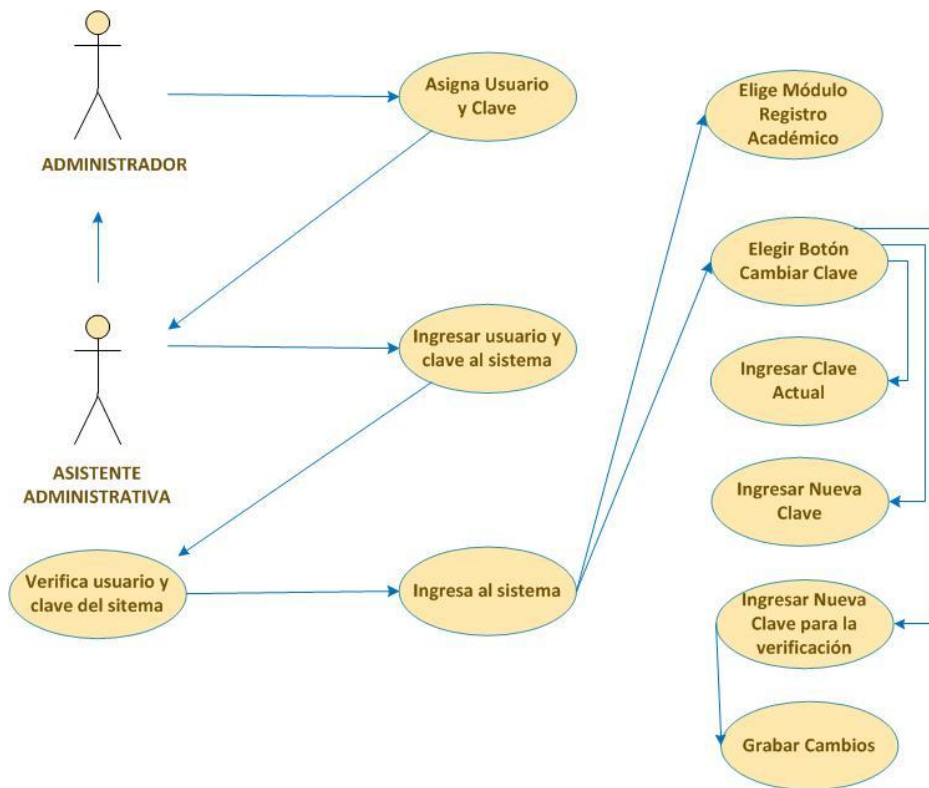 ADMINISTRADOR
Asigna Usuario
y Clave
Elige Módulo
Registro
Académico
Elegir Botón
Cambiar Clave
ASISTENTE
ADMINISTRATIVA
Ingresar usuario y
clave al sistema
Ingresar Clave
Actual
Ingresar Nueva
Clave
Verifica usuario y
clave del sitema
Ingresa al sistema
Ingresar Nueva
Clave para la
verificación
Grabar Cambios